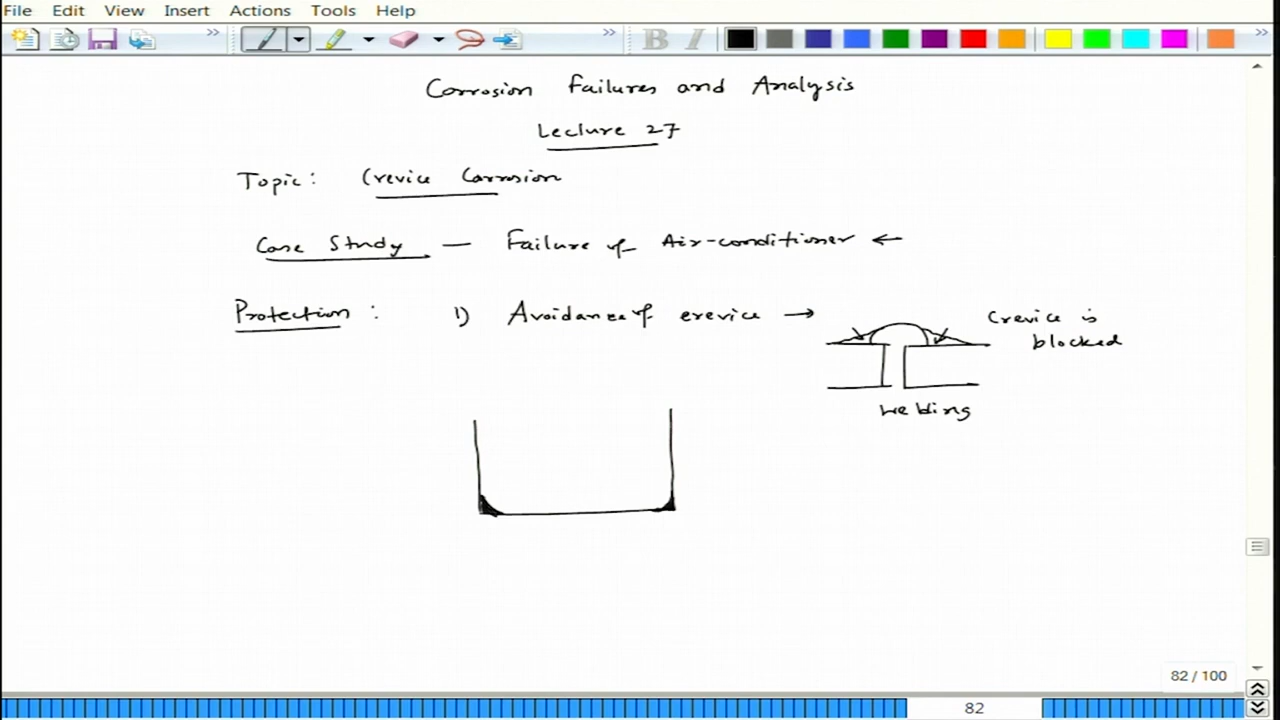 File Edit View Insert Actions Tools Help
B I
Corrosion Failures and Analysis
Lecture 27
Topic: Crevice Corrosion
Case Study — Failure of Air-conditioner ←
Protection : 1) Avoidance of crevice →
Crevice is
blocked
Welding
82 / 100
82